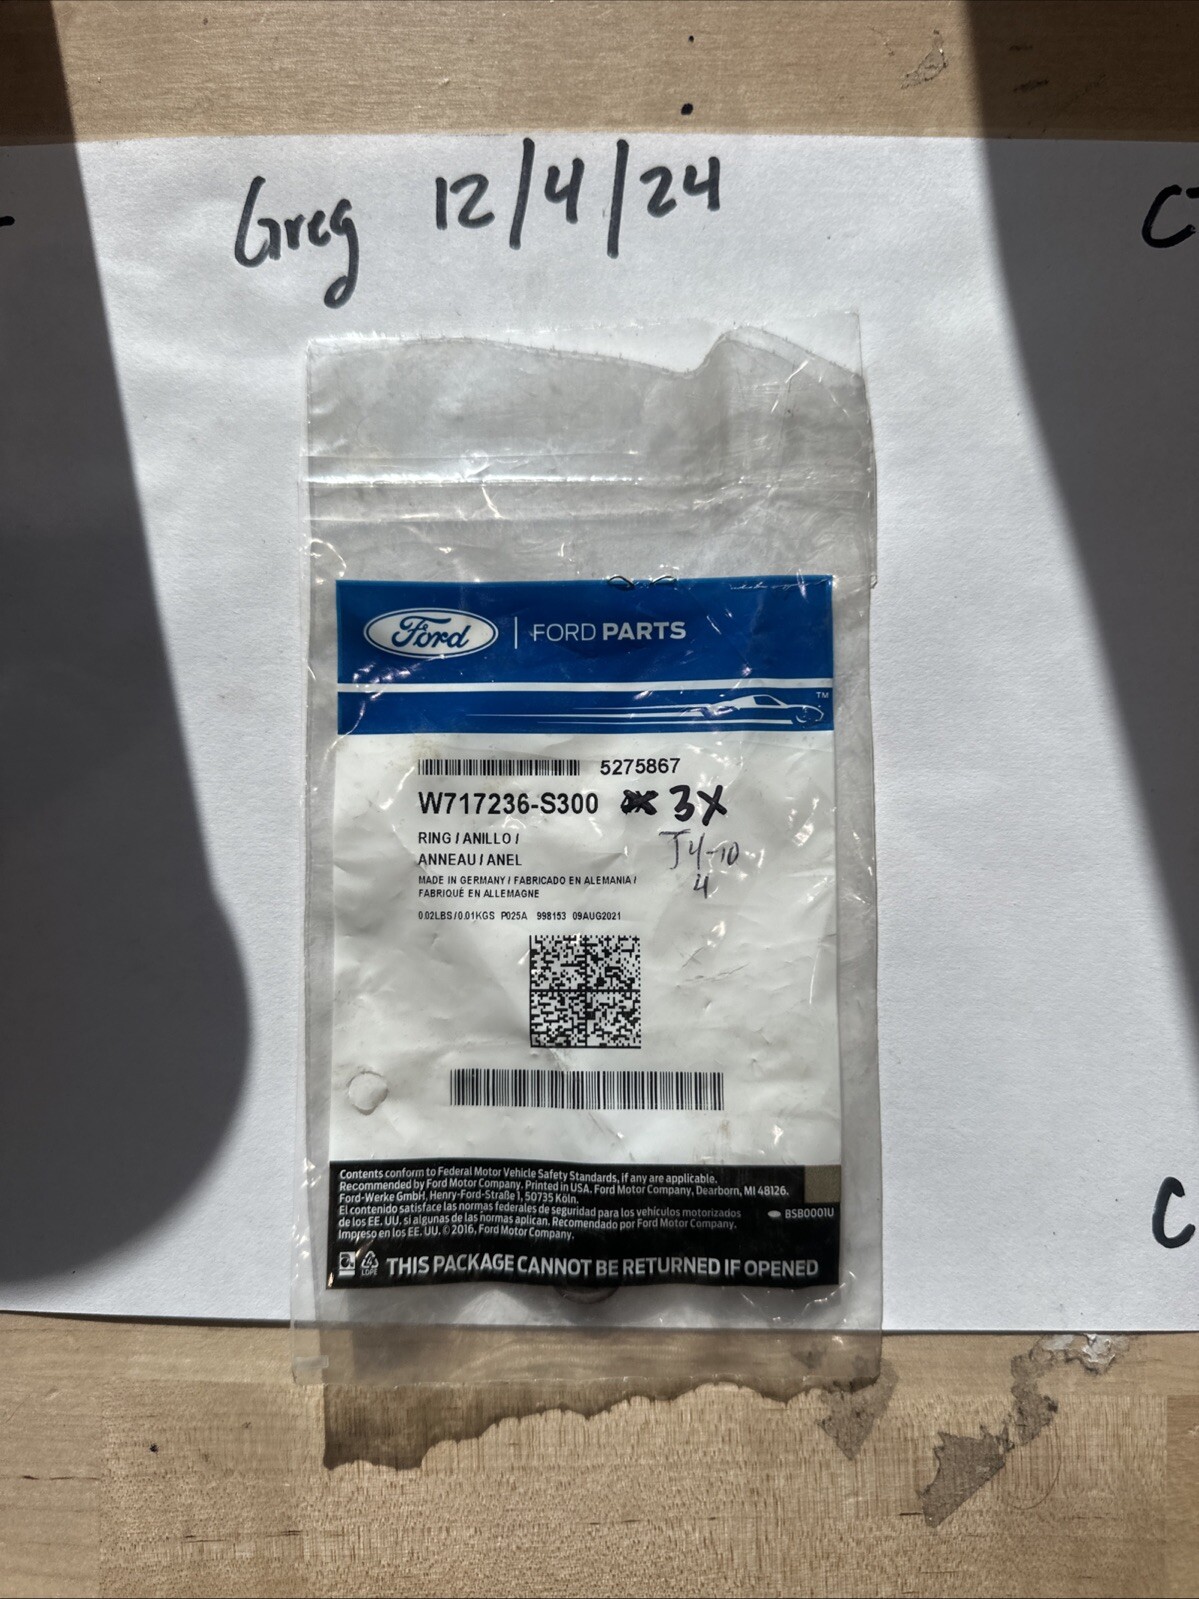 Greg 12/4/24
C
Ford | FORD PARTS
TM
5275867
W717236-S300 3X
RING / ANILLO /
ANNEAU / ANEL
J4-10
4
MADE IN GERMANY / FABRICADO EN ALEMANIA /
FABRIQUÉ EN ALLEMAGNE
0.02LBS/0.01KGS P025A 998153 09AUG2021
Contents conform to Federal Motor Vehicle Safety Standards, if any are applicable.
Recommended by Ford Motor Company. Printed in USA. Ford Motor Company, Dearborn, MI 48126.
Ford-Werke GmbH, Henry-Ford-Straße 1, 50735 Köln.
El contenido satisface las normas federales de seguridad para los vehículos motorizados
de los EE. UU. si algunas de las normas aplican. Recomendado por Ford Motor Company.
Impreso en los EE. UU. © 2016, Ford Motor Company.
BSB0001U
C
4
LDPE
THIS PACKAGE CANNOT BE RETURNED IF OPENED